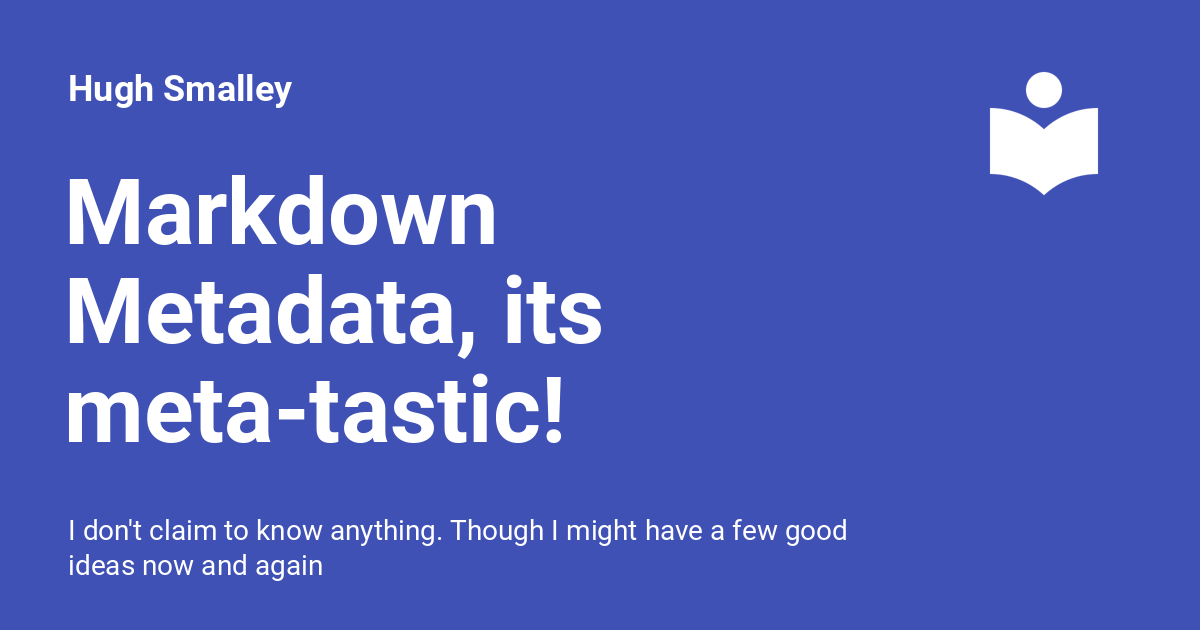 Hugh Smalley
Markdown
Metadata, its
meta-tastic!
I don't claim to know anything. Though I might have a few good
ideas now and again